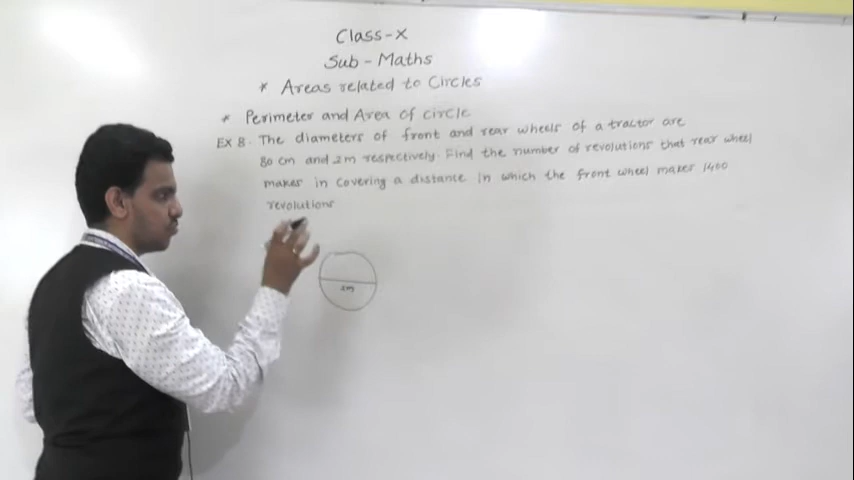 Class-X
Sub - Maths
* Areas related to Circles
* Perimeter and Area of circle
EX 8. The diameters of front and rear wheels of a tractor are
80 cm and 2m respectively. Find the number of revolutions that rear wheel
makes in covering a distance in which the front wheel makes 1400
revolutions
2m